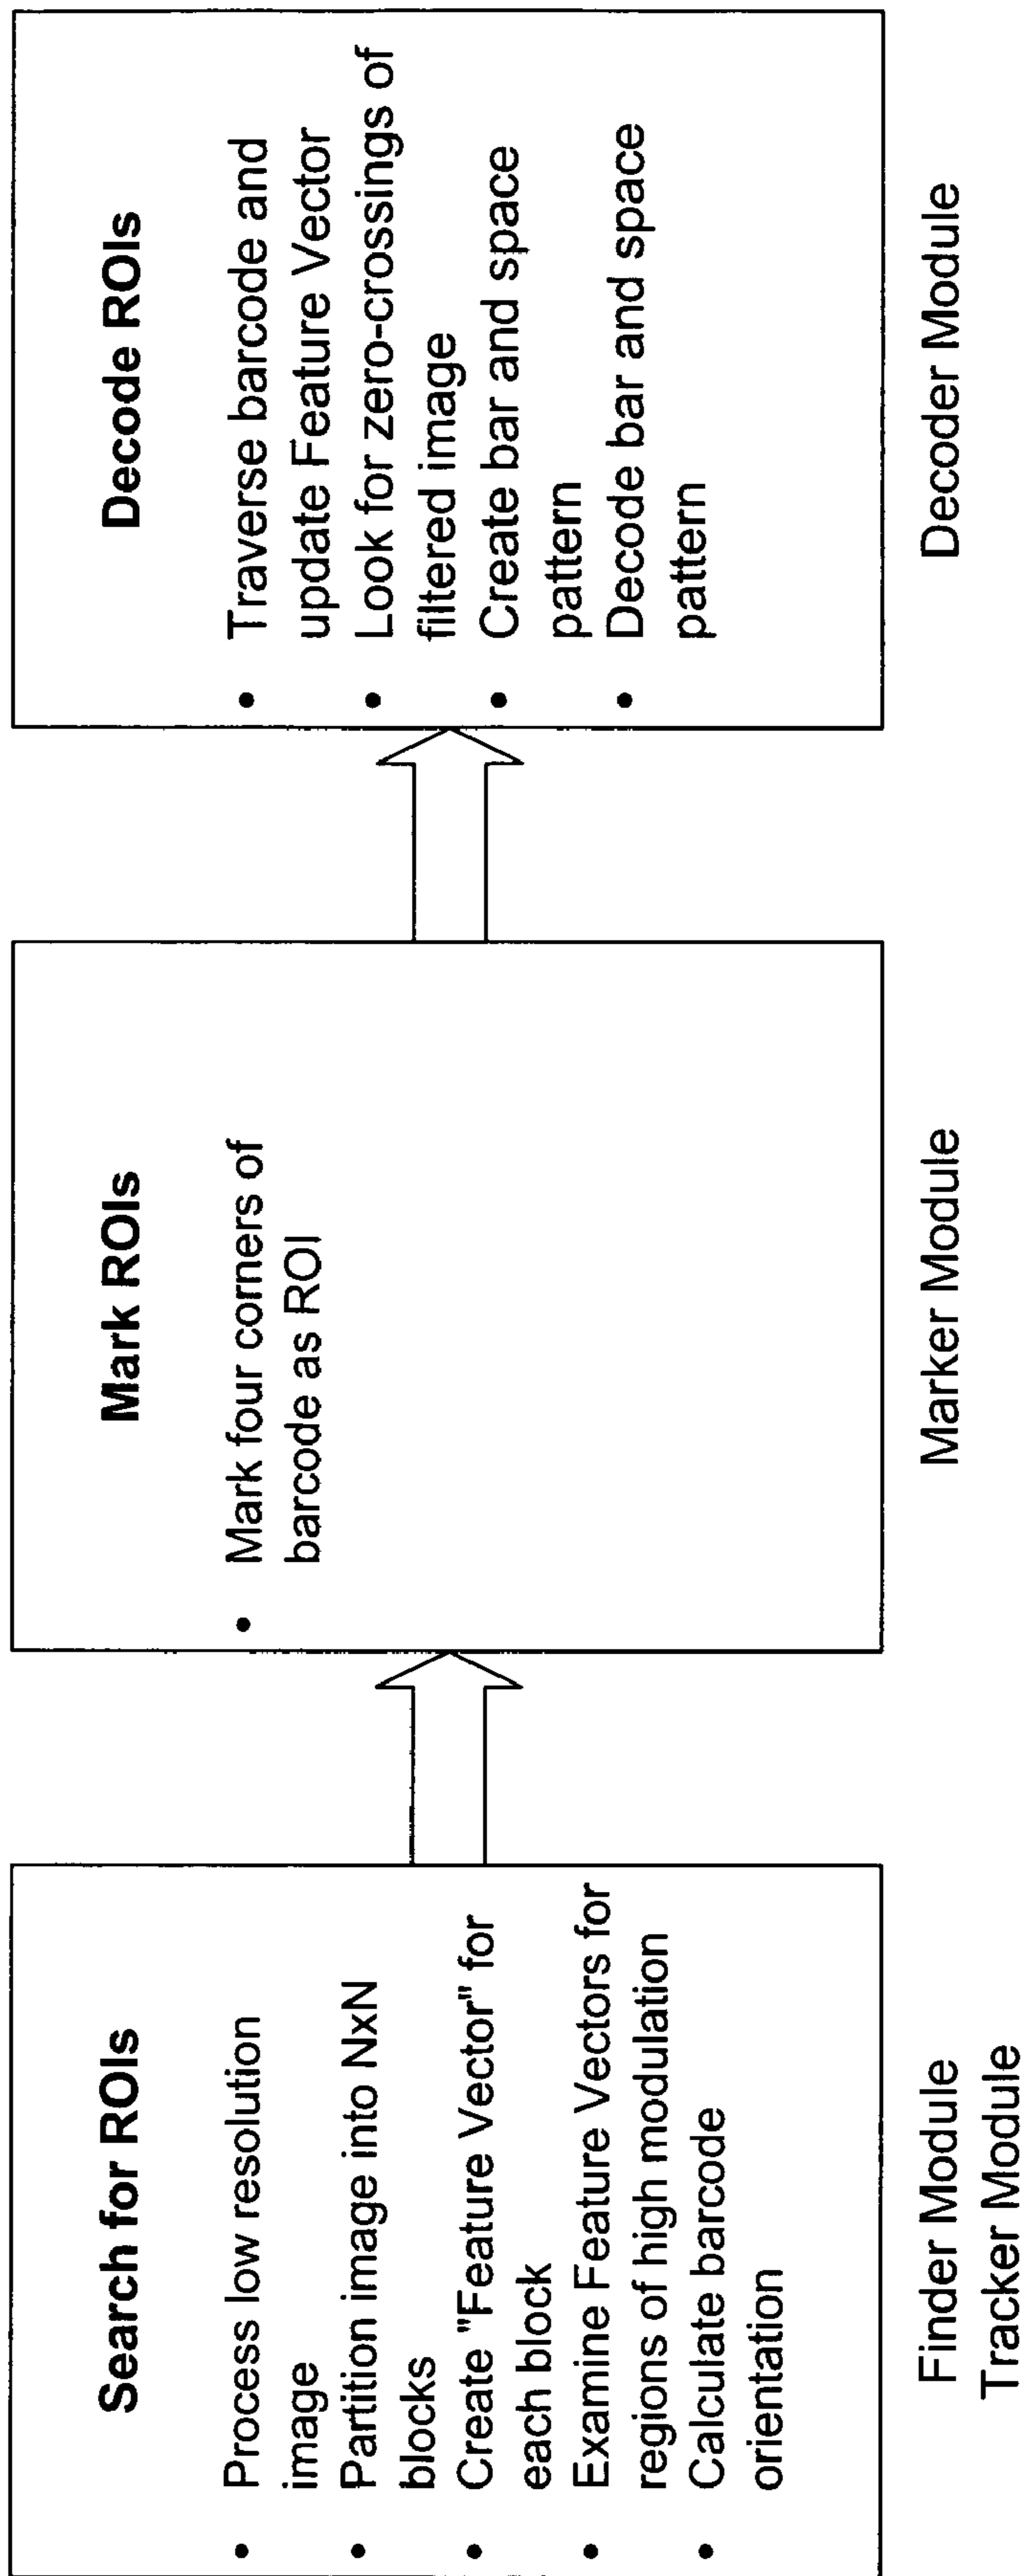 Search for ROIs
• Process low resolution
image
• Partition image into NxN
blocks
• Create "Feature Vector" for
each block
• Examine Feature Vectors for
regions of high modulation
• Calculate barcode
orientation
Finder Module
Tracker Module
Mark ROIs
• Mark four corners of
barcode as ROI
Marker Module
Decode ROIs
• Traverse barcode and
update Feature Vector
• Look for zero-crossings of
filtered image
• Create bar and space
pattern
• Decode bar and space
pattern
Decoder Module